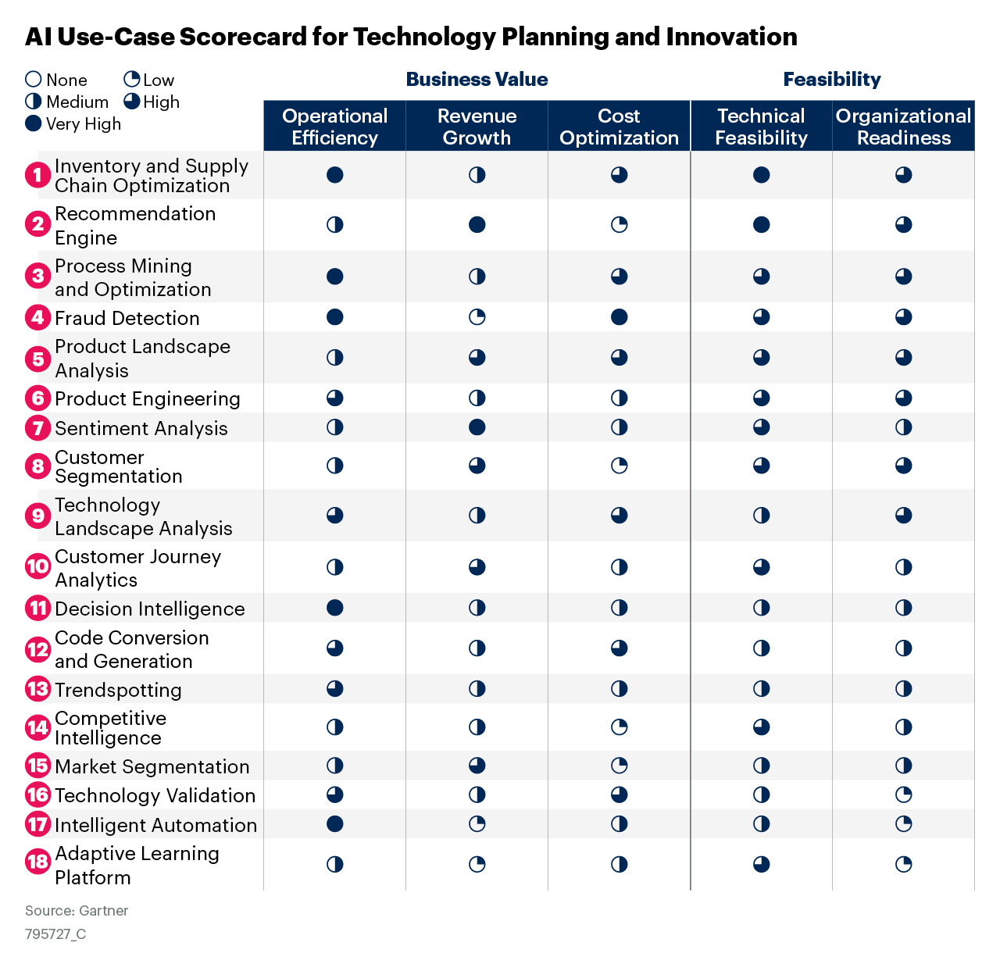 AI Use-Case Scorecard for Technology Planning and Innovation
None
Low
Medium
High
Very High
Business Value
Feasibility
Operational
Efficiency
Revenue
Growth
Cost
Optimization
Technical
Feasibility
Organizational
Readiness
1 Inventory and Supply
Chain Optimization
2 Recommendation
Engine
3 Process Mining
and Optimization
4 Fraud Detection
5 Product Landscape
Analysis
6 Product Engineering
7 Sentiment Analysis
8 Customer
Segmentation
9 Technology
Landscape Analysis
10 Customer Journey
Analytics
11 Decision Intelligence
12 Code Conversion
and Generation
13 Trendspotting
14 Competitive
Intelligence
15 Market Segmentation
16 Technology Validation
17 Intelligent Automation
18 Adaptive Learning
Platform
Source: Gartner
795727_C